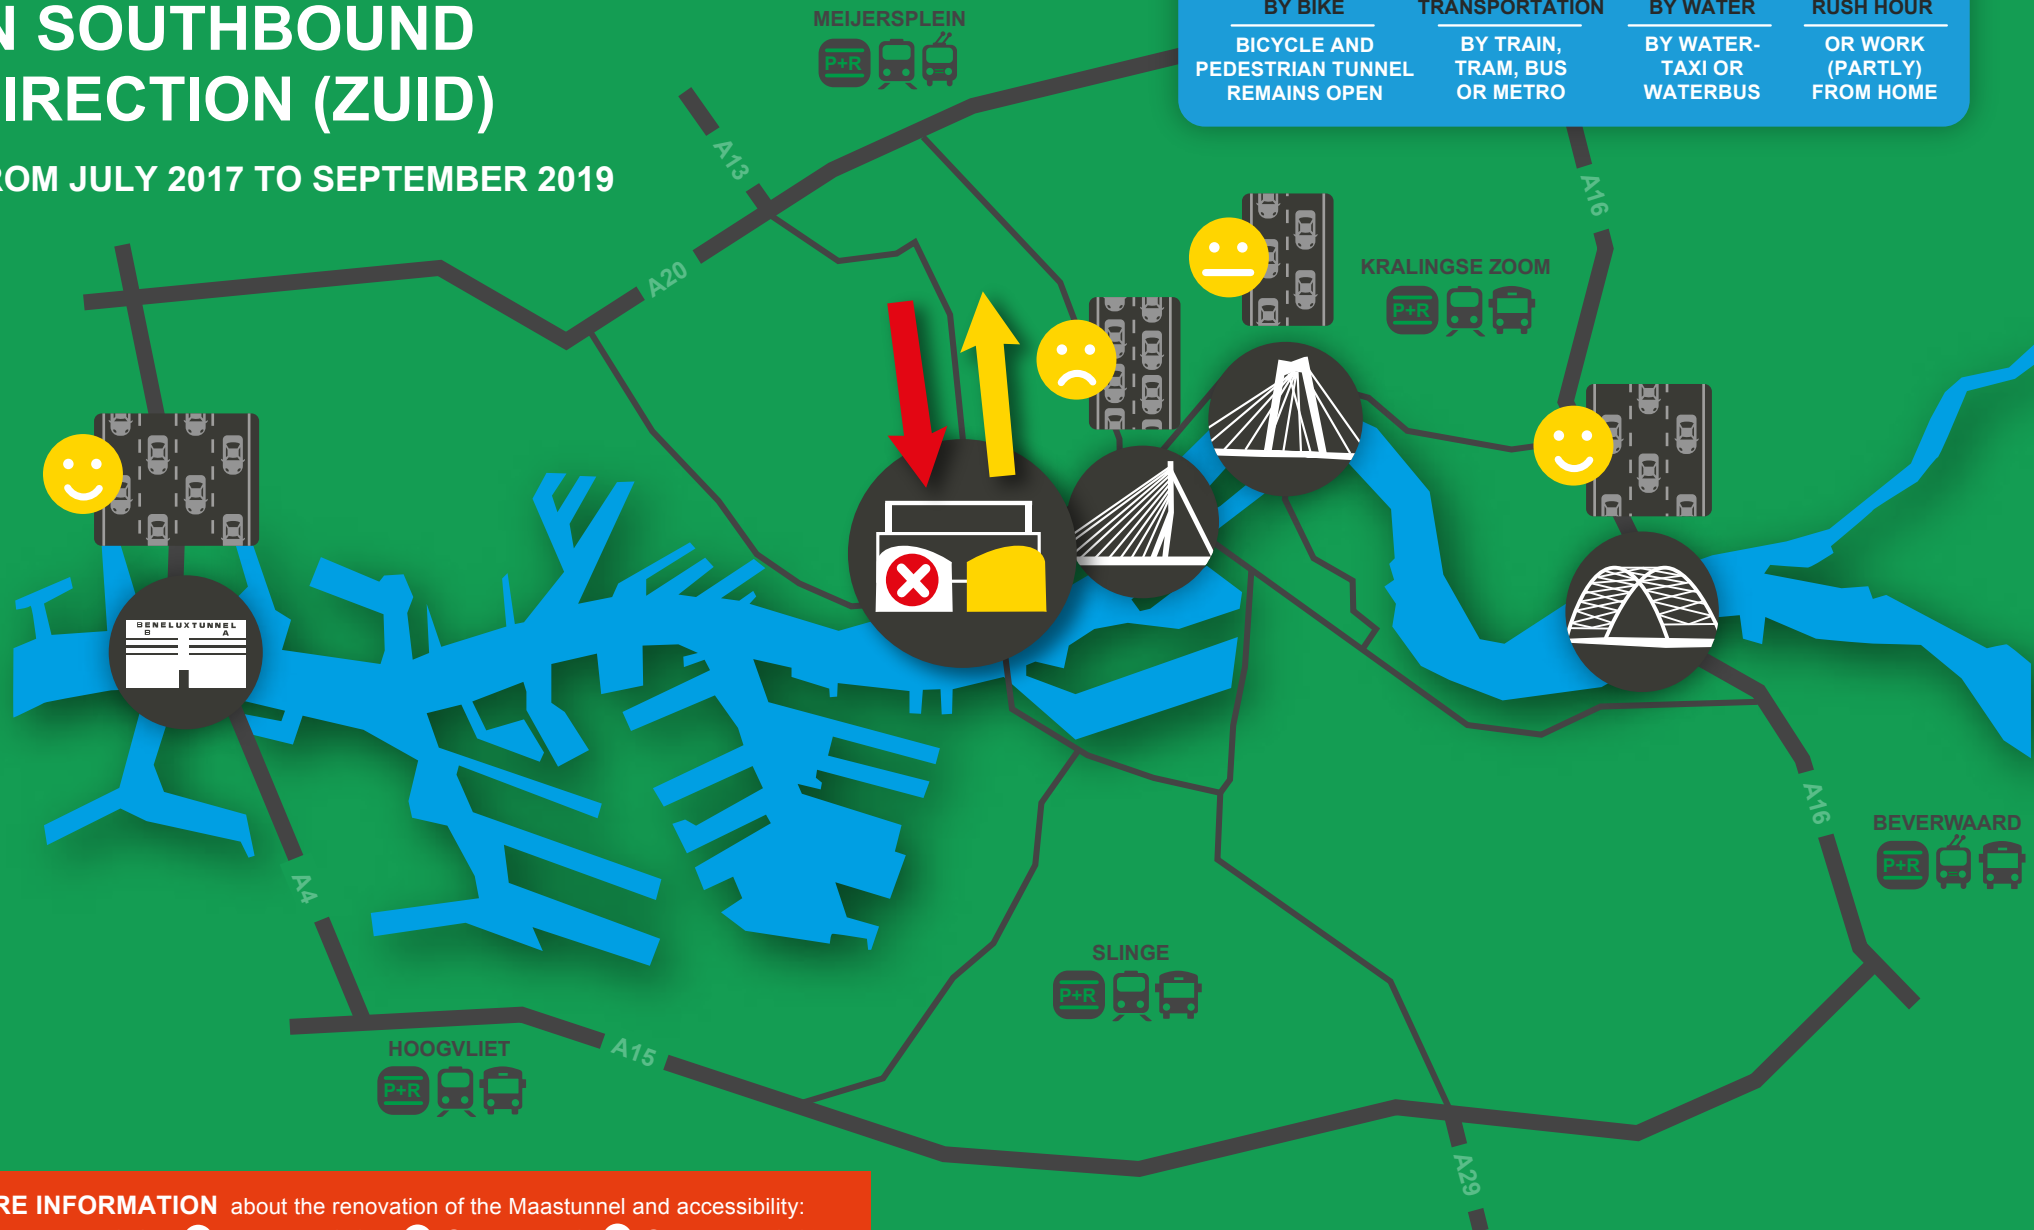 N SOUTHBOUND
IRECTION (ZUID)
ROM JULY 2017 TO SEPTEMBER 2019
MEIJERSPLEIN
P+R
BY BIKE
BICYCLE AND
PEDESTRIAN TUNNEL
REMAINS OPEN
TRANSPORTATION
BY TRAIN,
TRAM, BUS
OR METRO
BY WATER
BY WATER-
TAXI OR
WATERBUS
RUSH HOUR
OR WORK
(PARTLY)
FROM HOME
A13
A16
A20
KRALINGSE ZOOM
P+R
BENELUXTUNNEL
B A
A16
BEVERWAARD
P+R
A4
SLINGE
P+R
HOOGVLIET
P+R
A15
A29
RE INFORMATION about the renovation of the Maastunnel and accessibility: